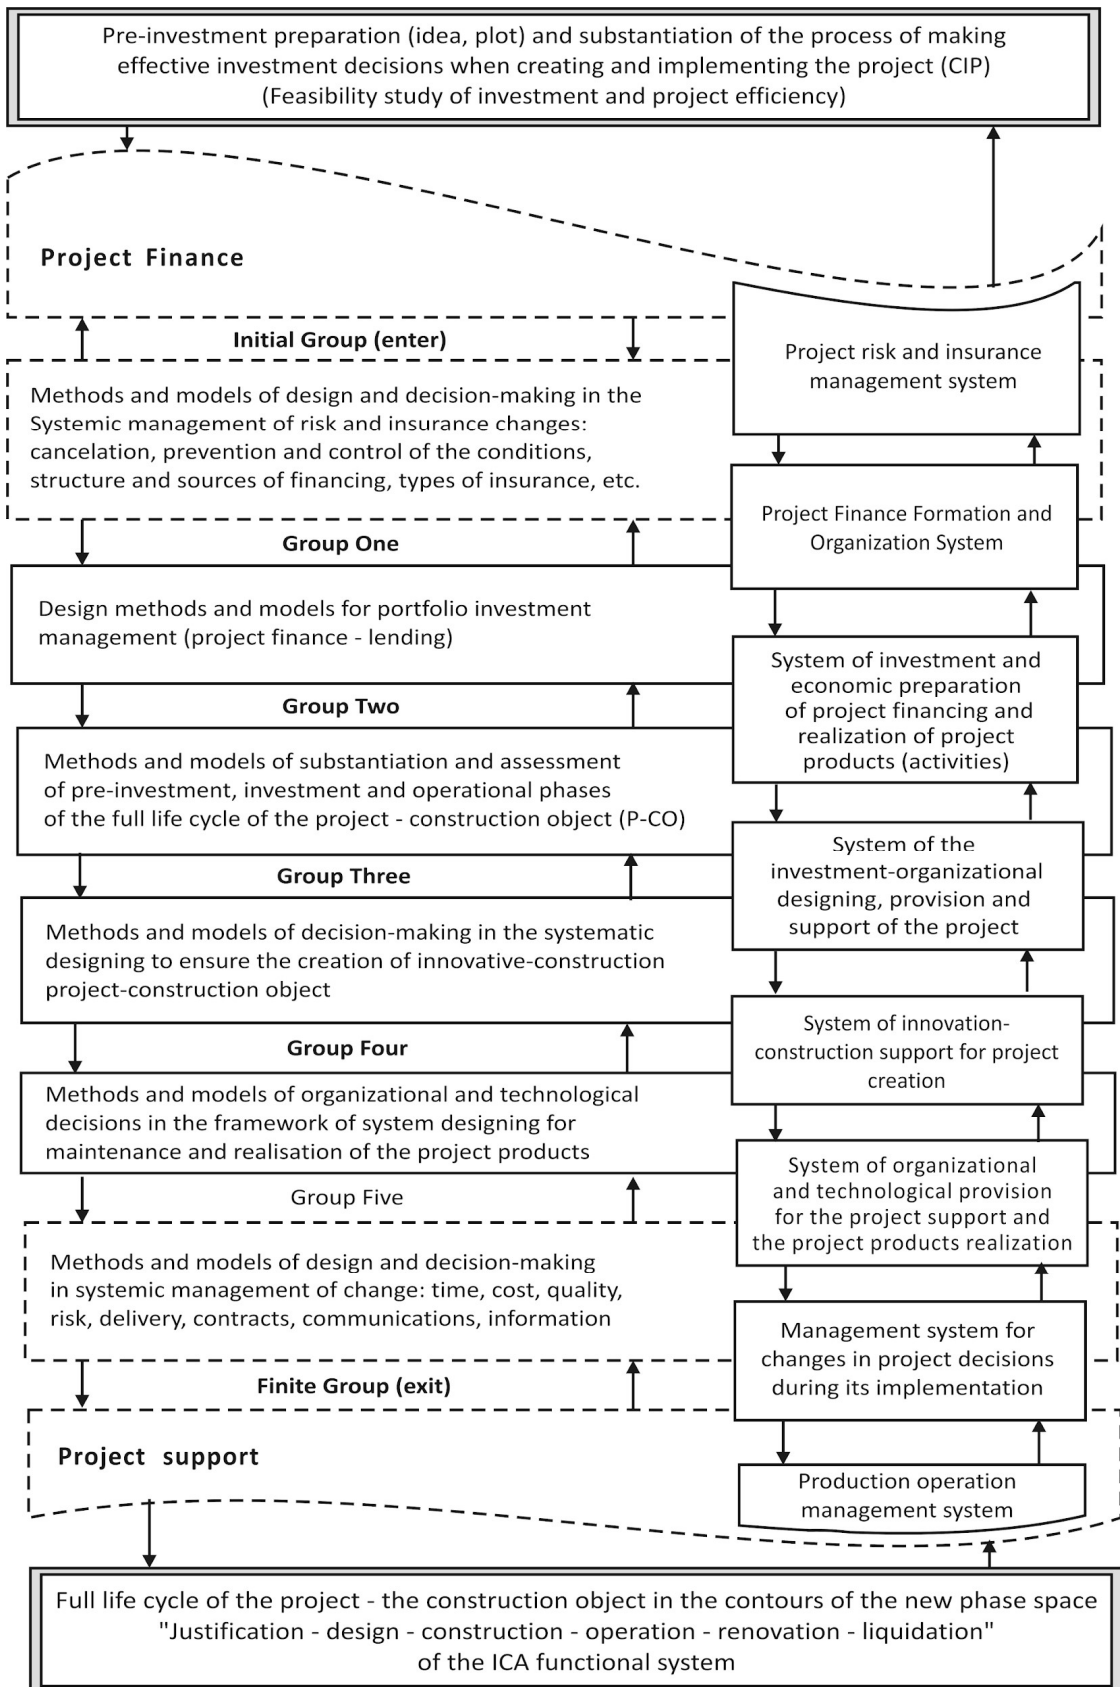 Pre-investment preparation (idea, plot) and substantiation of the process of making
effective investment decisions when creating and implementing the project (CIP)
(Feasibility study of investment and project efficiency)
Project Finance
Initial Group (enter)
Methods and models of design and decision-making in the
Systemic management of risk and insurance changes:
cancelation, prevention and control of the conditions,
structure and sources of financing, types of insurance, etc.
Group One
Design methods and models for portfolio investment
management (project finance - lending)
Group Two
Methods and models of substantiation and assessment
of pre-investment, investment and operational phases
of the full life cycle of the project - construction object (P-CO)
Group Three
Methods and models of decision-making in the systematic
designing to ensure the creation of innovative-construction
project-construction object
Group Four
Methods and models of organizational and technological
decisions in the framework of system designing for
maintenance and realisation of the project products
Group Five
Methods and models of design and decision-making
in systemic management of change: time, cost, quality,
risk, delivery, contracts, communications, information
Finite Group (exit)
Project support
Project risk and insurance
management system
Project Finance Formation and
Organization System
System of investment and
economic preparation
of project financing and
realization of project
products (activities)
System of the
investment-organizational
designing, provision and
support of the project
System of innovation-
construction support for project
creation
System of organizational
and technological provision
for the project support and
the project products realization
Management system for
changes in project decisions
during its implementation
Production operation
management system
Full life cycle of the project - the construction object in the contours of the new phase space
"Justification - design - construction - operation - renovation - liquidation"
of the ICA functional system